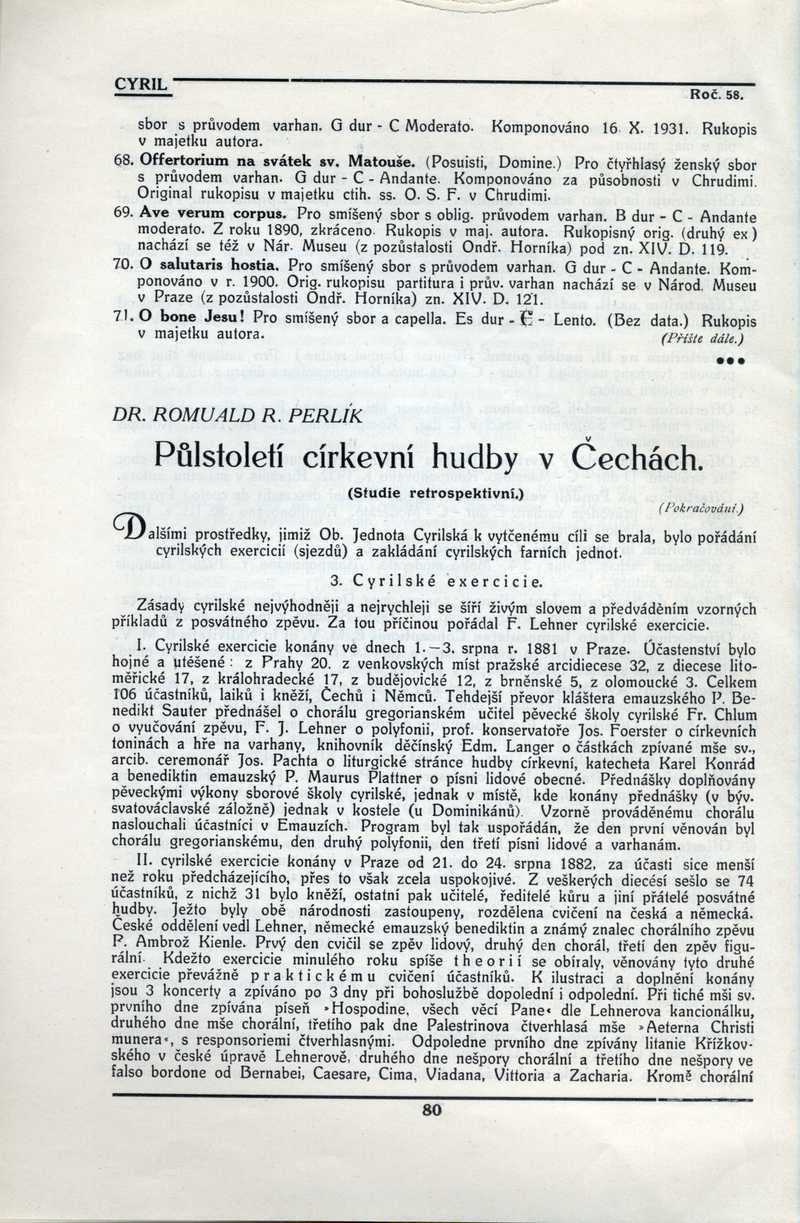 CYRIL
Roč. 58.
sbor s průvodem varhan. G dur - C Moderato. Komponováno 16 X. 1931. Rukopis
v majetku autora.
68. Offertorium na svátek sv. Matouše. (Posuisti, Domine.) Pro čtyřhlasý ženský sbor
s průvodem varhan. G dur - C - Andante. Komponováno za působnosti v Chrudimi.
Original rukopisu v majetku ctih. ss. O. S. F. v Chrudimi.
69. Ave verum corpus. Pro smíšený sbor s oblig. průvodem varhan. B dur - C - Andante
moderato. Z roku 1890, zkráceno. Rukopis v maj. autora. Rukopisný orig. (druhý ex)
nachází se též v Nár. Museu (z pozůstalosti Ondř. Horníka) pod zn. XIV. D. 119.
70. O salutaris hostia. Pro smíšený sbor s průvodem varhan. G dur - C - Andante. Kom-
ponováno v r. 1900. Orig. rukopisu partitura i prův. varhan nachází se v Národ. Museu
v Praze (z pozůstalosti Ondř. Horníka) zn. XIV. D. 121.
71. O bone Jesu! Pro smíšený sbor a capella. Es dur - C - Lento. (Bez data.) Rukopis
v majetku autora.
(Příště dále.)
●●●
DR. ROMUALD R. PERLÍK
Půlstoletí církevní hudby v Čechách.
(Studie retrospektivní.)
(Pokračování.)
Dalšími prostředky, jimiž Ob. Jednota Cyrilská k vytčenému cíli se brala, bylo pořádání
cyrilských exercicií (sjezdů) a zakládání cyrilských farních jednot.
3. Cyrilské exercicie.
Zásady cyrilské nejvýhodněji a nejrychleji se šíří živým slovem a předváděním vzorných
příkladů z posvátného zpěvu. Za tou příčinou pořádal F. Lehner cyrilské exercicie.
I. Cyrilské exercicie konány ve dnech 1.—3. srpna r. 1881 v Praze. Účastenství bylo
hojné a utěšené: z Prahy 20. z venkovských míst pražské arcidiecese 32, z diecese lito-
měřické 17, z králohradecké 17, z budějovické 12, z brněnské 5, z olomoucké 3. Celkem
106 účastníků, laiků i kněží, Čechů i Němců. Tehdejší převor kláštera emauzského P. Be-
nedikt Sauter přednášel o chorálu gregorianském učitel pěvecké školy cyrilské Fr. Chlum
o vyučování zpěvu, F. J. Lehner o polyfonii, prof. konservatoře Jos. Foerster o církevních
toninách a hře na varhany, knihovník děčínský Edm. Langer o částkách zpívané mše sv.,
arcib. ceremonář Jos. Pachta o liturgické stránce hudby církevní, katecheta Karel Konrád
a benediktin emauzský P. Maurus Plattner o písni lidové obecné. Přednášky doplňovány
pěveckými výkony sborové školy cyrilské, jednak v místě, kde konány přednášky (v býv.
svatováclavské záložně) jednak v kostele (u Dominikánů). Vzorně prováděnému chorálu
naslouchali účastníci v Emauzích. Program byl tak uspořádán, že den první věnován byl
chorálu gregorianskému, den druhý polyfonii, den třetí písni lidové a varhanám.
II. cyrilské exercicie konány v Praze od 21. do 24. srpna 1882, za účasti sice menší
než roku předcházejícího, přes to však zcela uspokojivé. Z veškerých diecésí sešlo se 74
účastníků, z nichž 31 bylo kněží, ostatní pak učitelé, ředitelé kůru a jiní přátelé posvátné
hudby. Ježto byly obě národnosti zastoupeny, rozdělena cvičení na česká a německá.
České oddělení vedl Lehner, německé emauzský benediktin a známý znalec chorálního zpěvu
P. Ambrož Kienle. Prvý den cvičil se zpěv lidový, druhý den chorál, třetí den zpěv figu-
rální. Kdežto exercicie minulého roku spíše theorií se obíraly, věnovány tyto druhé
exercicie převážně praktickému cvičení účastníků. K ilustraci a doplnění konány
jsou 3 koncerty a zpíváno po 3 dny při bohoslužbě dopolední i odpolední. Při tiché mši sv.
prvního dne zpívána píseň »Hospodine, všech věcí Pane« dle Lehnerova kancionálku,
druhého dne mše chorální, třetího pak dne Palestrinova čtverhlasá mše »Aeterna Christi
munera«, s responsoriemi čtverhlasnými. Odpoledne prvního dne zpívány litanie Křížkov-
ského v české úpravě Lehnerově, druhého dne nešpory chorální a třetího dne nešpory ve
falso bordone od Bernabei, Caesare, Cima, Viadana, Vittoria a Zacharia. Kromě chorální
80